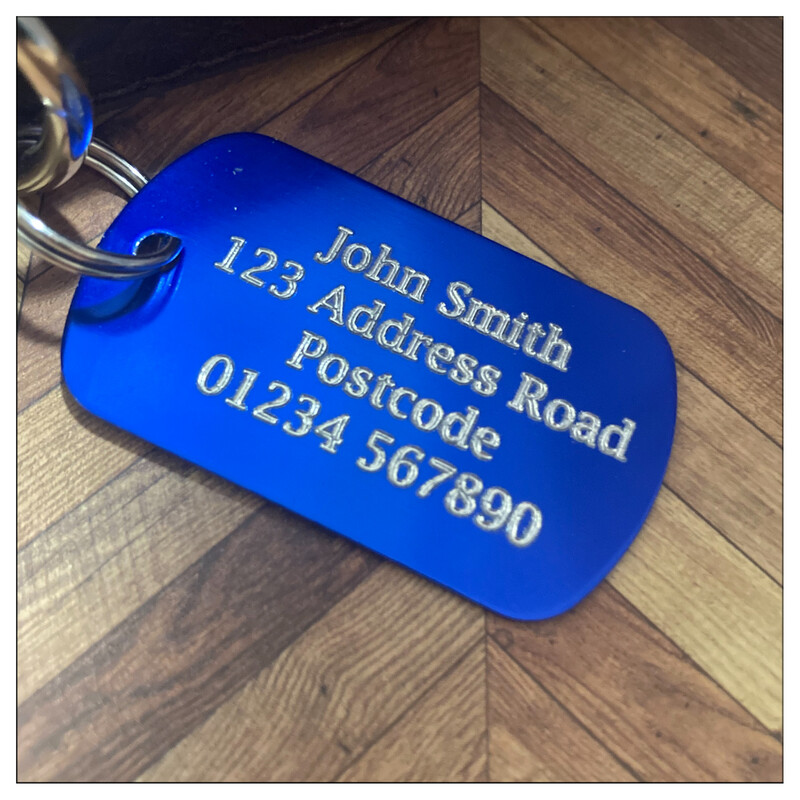 John Smith
123 Address Road
Postcode
01234 567890